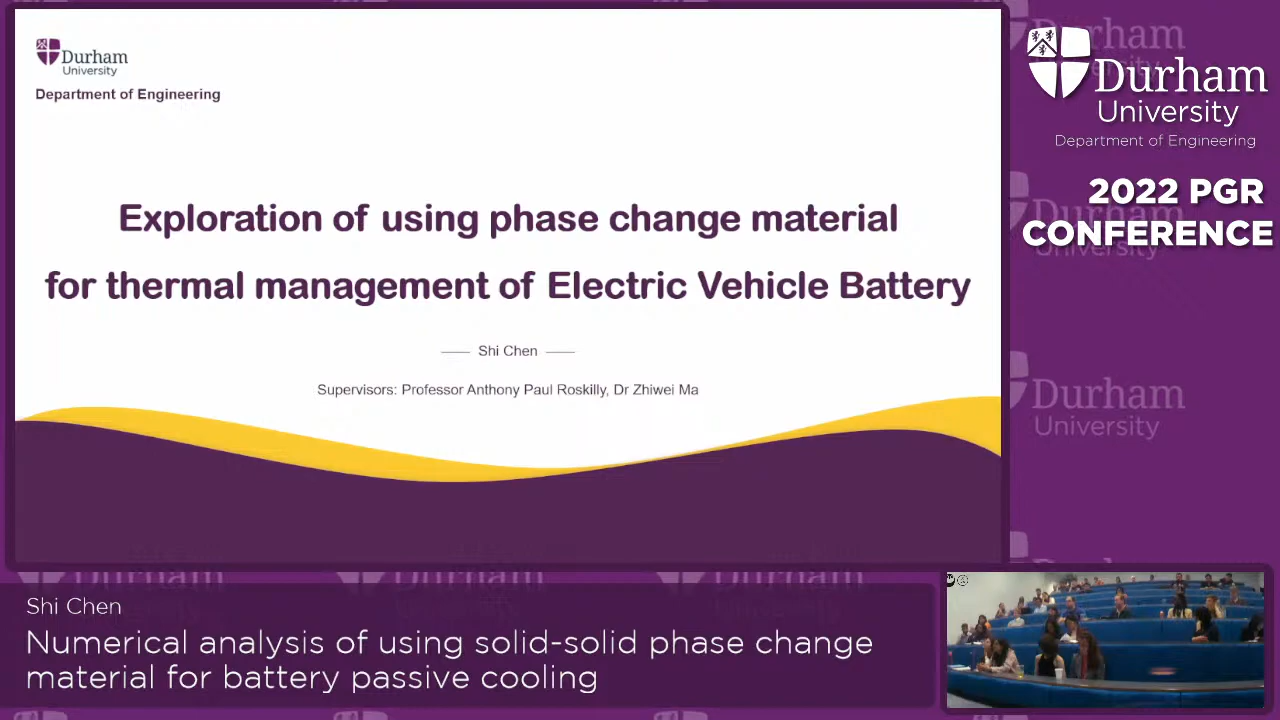 Durham
University
Department of Engineering
Exploration of using phase change material
for thermal management of Electric Vehicle Battery
Shi Chen
Supervisors: Professor Anthony Paul Roskilly, Dr Zhiwei Ma
Durham
University
Department of Engineering
2022 PGR
CONFERENCE
Durham
University
Shi Chen
Numerical analysis of using solid-solid phase change
material for battery passive cooling